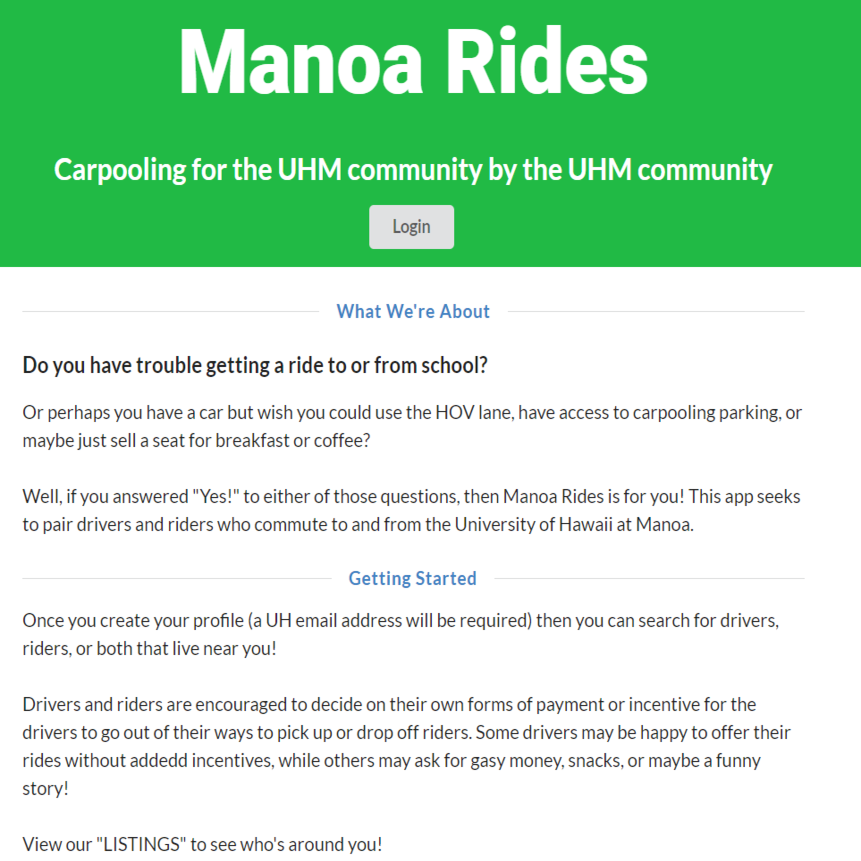 Manoa Rides
Carpooling for the UHM community by the UHM community
Login
What We're About
Do you have trouble getting a ride to or from school?
Or perhaps you have a car but wish you could use the HOV lane, have access to carpooling parking, or
maybe just sell a seat for breakfast or coffee?
Well, if you answered "Yes!" to either of those questions, then Manoa Rides is for you! This app seeks
to pair drivers and riders who commute to and from the University of Hawaii at Manoa.
Getting Started
Once you create your profile (a UH email address will be required) then you can search for drivers,
riders, or both that live near you!
Drivers and riders are encouraged to decide on their own forms of payment or incentive for the
drivers to go out of their ways to pick up or drop off riders. Some drivers may be happy to offer their
rides without addedd incentives, while others may ask for gasy money, snacks, or maybe a funny
story!
View our "LISTINGS" to see who's around you!